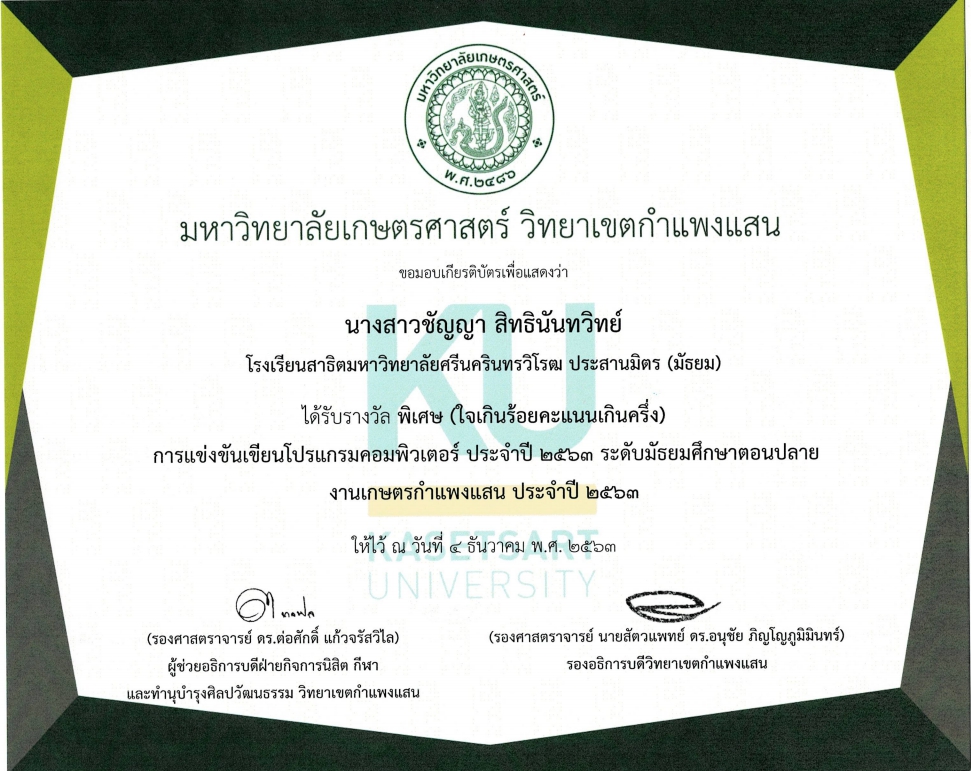 มหาวิทยาลัยเกษตรศาสตร์
พ.ศ.๒๔๘๖
มหาวิทยาลัยเกษตรศาสตร์ วิทยาเขตกำแพงแสน
ขอมอบเกียรติบัตรเพื่อแสดงว่า
นางสาวชัญญา สิทธินันทวิทย์
โรงเรียนสาธิตมหาวิทยาลัยศรีนครินทรวิโรฒ ประสานมิตร (มัธยม)
ได้รับรางวัล พิเศษ (ใจเกินร้อยคะแนนเกินครึ่ง)
การแข่งขันเขียนโปรแกรมคอมพิวเตอร์ ประจำปี ๒๕๖๓ ระดับมัธยมศึกษาตอนปลาย
งานเกษตรกำแพงแสน ประจำปี ๒๕๖๓
ให้ไว้ ณ วันที่ ๔ ธันวาคม พ.ศ. ๒๕๖๓
KU
KASETSART
UNIVERSITY
(รองศาสตราจารย์ ดร.ต่อศักดิ์ แก้วจรัสวิไล)
ผู้ช่วยอธิการบดีฝ่ายกิจการนิสิต กีฬา
และทำนุบำรุงศิลปวัฒนธรรม วิทยาเขตกำแพงแสน
(รองศาสตราจารย์ นายสัตวแพทย์ ดร.อนุชัย ภิญโญภูมิมินทร์)
รองอธิการบดีวิทยาเขตกำแพงแสน